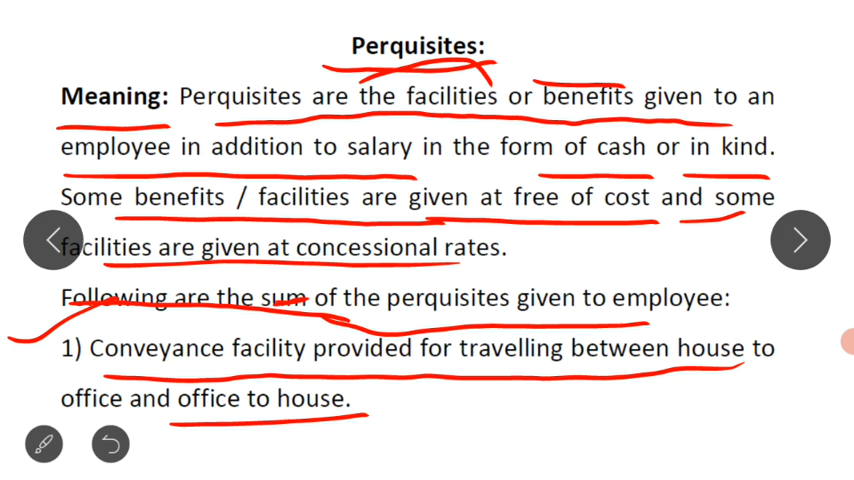 Perquisites:
Meaning: Perquisites are the facilities or benefits given to an
employee in addition to salary in the form of cash or in kind.
Some benefits / facilities are given at free of cost and some
facilities are given at concessional rates.
Following are the sum of the perquisites given to employee:
1) Conveyance facility provided for travelling between house to
office and office to house.